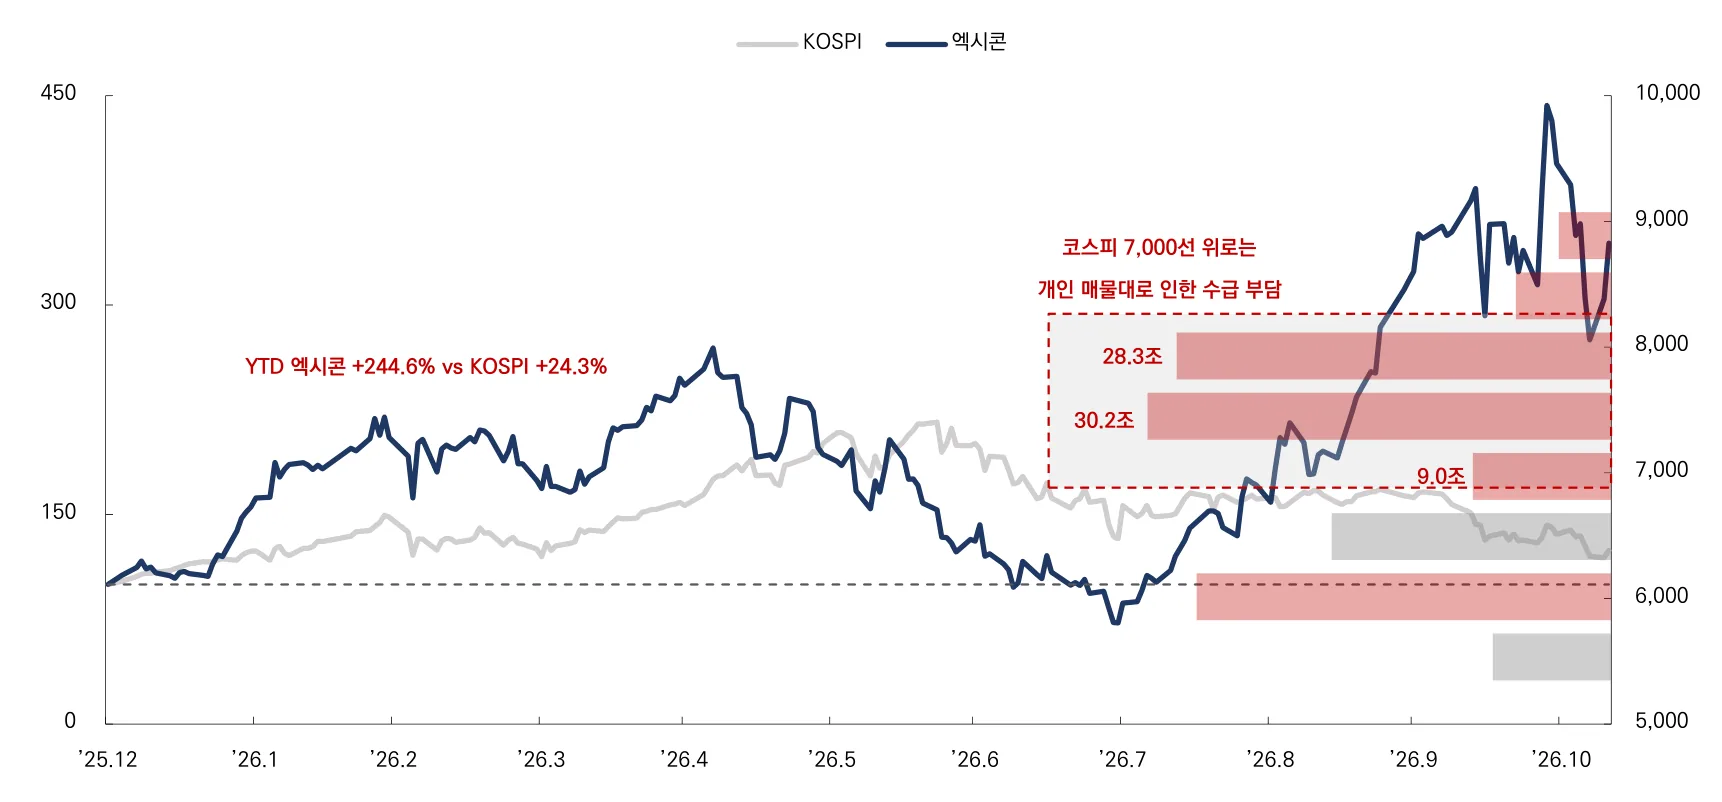 KOSPI 엑시콘
450
300
150
0
10,000
9,000
8,000
7,000
6,000
5,000
YTD 엑시콘 +244.6% vs KOSPI +24.3%
코스피 7,000선 위로는
개인 매물대로 인한 수급 부담
28.3조
30.2조
9.0조
’25.12 ’26.1 ’26.2 ’26.3 ’26.4 ’26.5 ’26.6 ’26.7 ’26.8 ’26.9 ’26.10